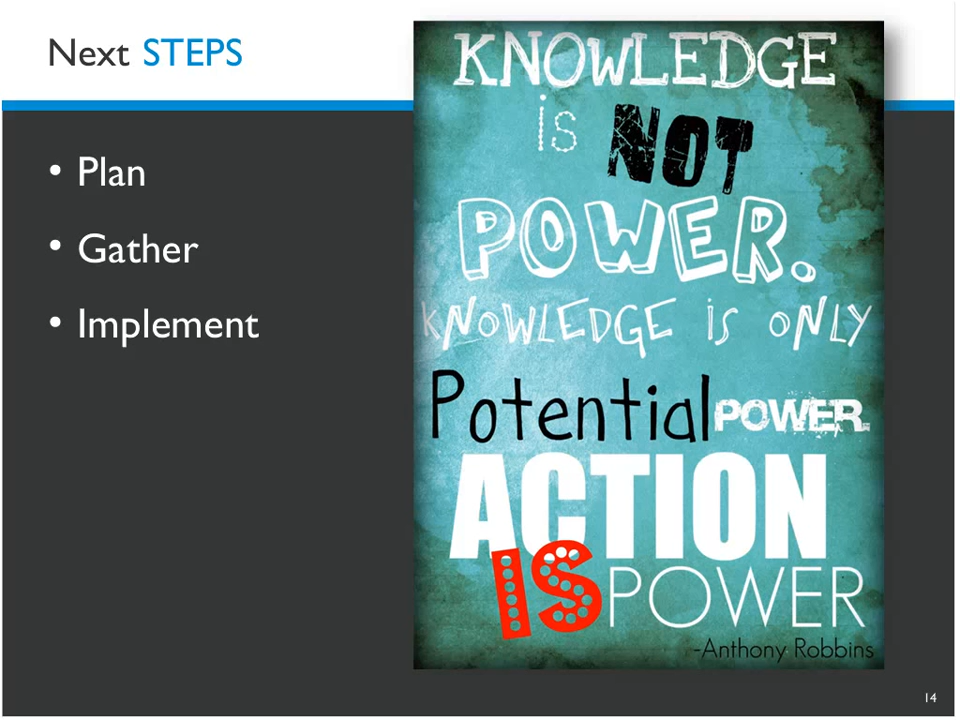 Next STEPS
• Plan
• Gather
• Implement
KNOWLEDGE
iS NOT
POWER.
KNOWLEDGE iS ONLY
Potential POWER.
ACTION
IS POWER
-Anthony Robbins
14